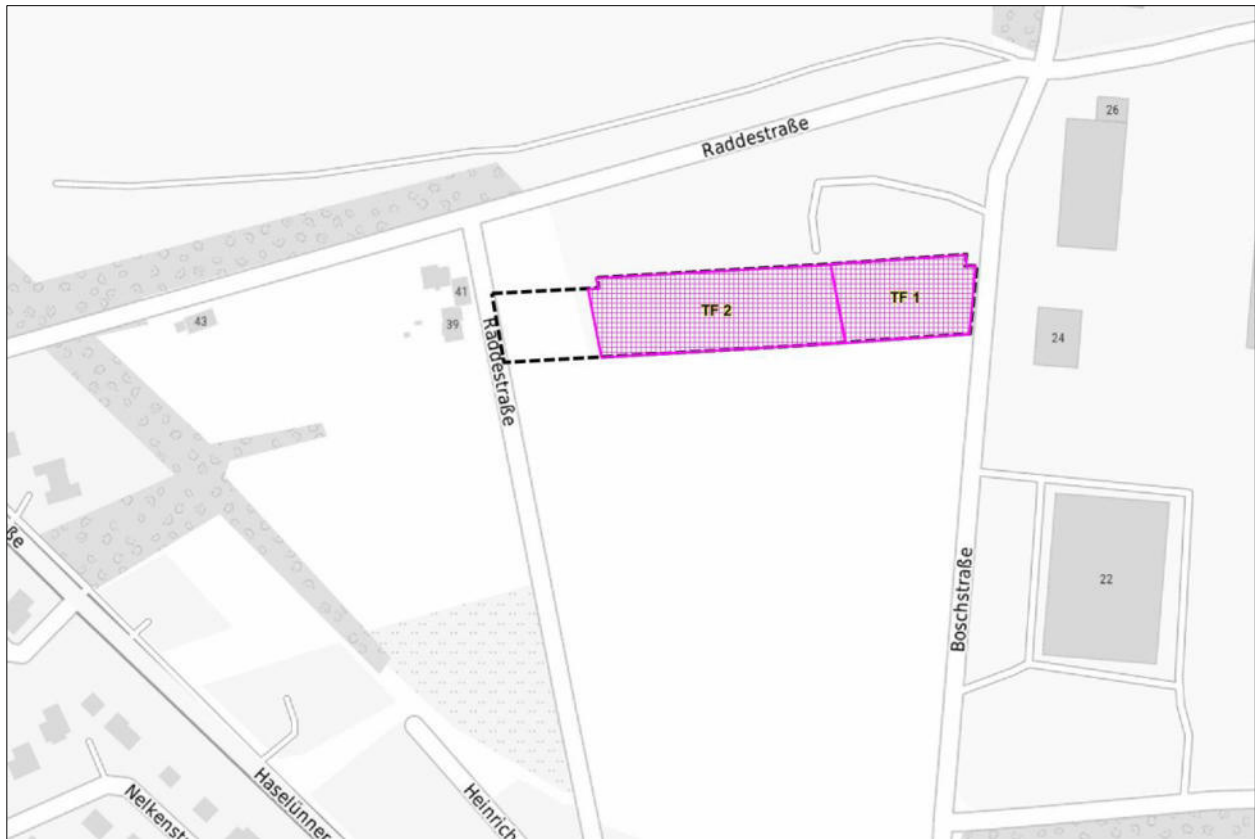 26
Raddestraße
41
TF 2
TF 1
43
39
24
Raddestraße
ße
22
Boschstraße
Haselünner
Heinrich
Nelkenst